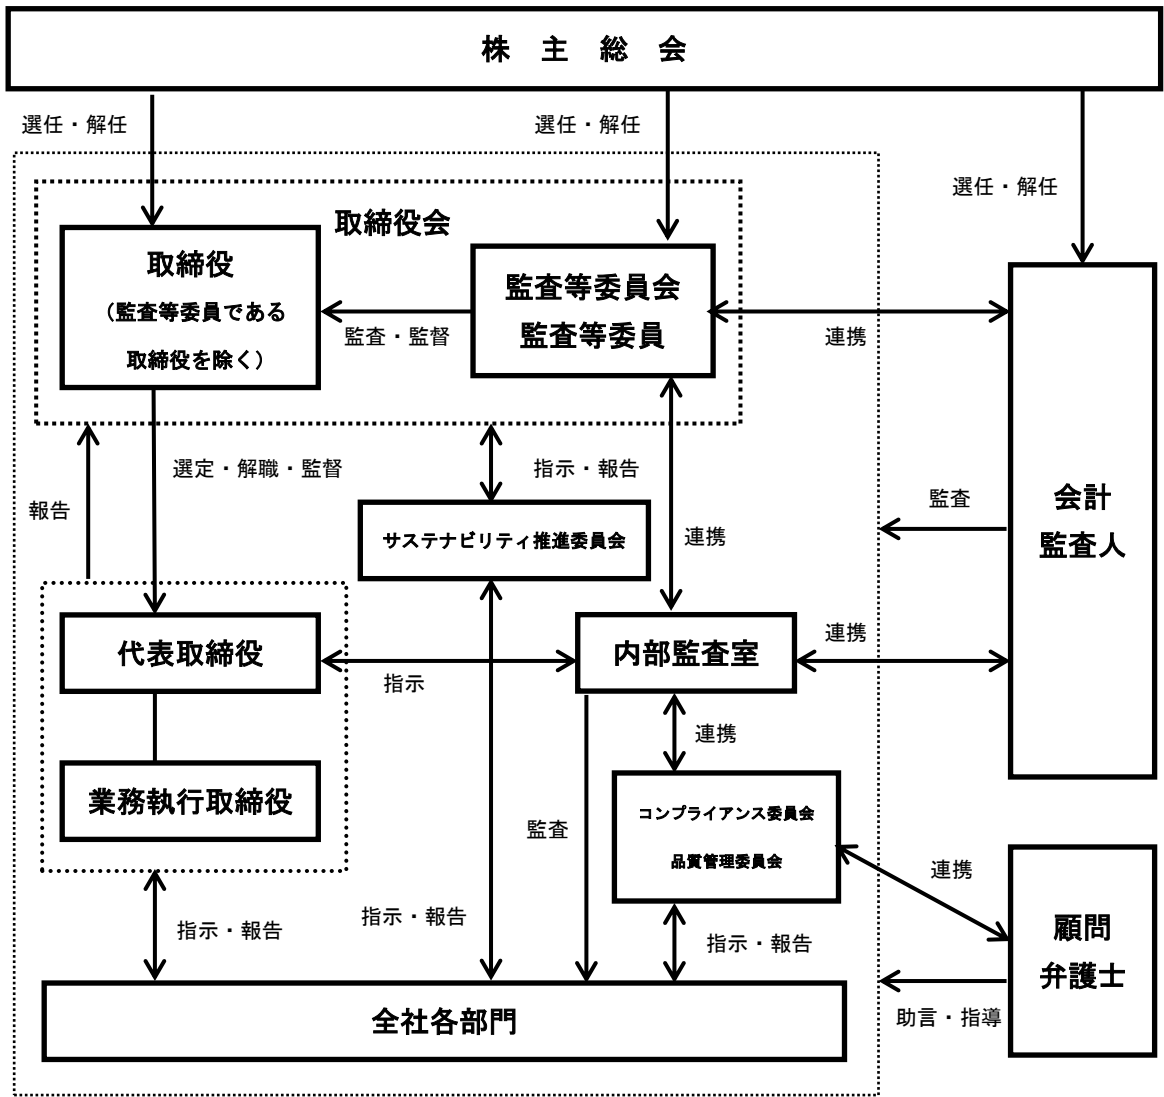 株 主 総 会
選任・解任
選任・解任
選任・解任
取締役会
取締役
（監査等委員である
取締役を除く）
監査等委員会
監査等委員
監査・監督
連携
選定・解職・監督
指示・報告
報告
連携
監査
会計
監査人
サステナビリティ推進委員会
代表取締役
内部監査室
連携
指示
連携
業務執行取締役
コンプライアンス委員会
品質管理委員会
監査
連携
指示・報告
指示・報告
指示・報告
顧問
弁護士
助言・指導
全社各部門